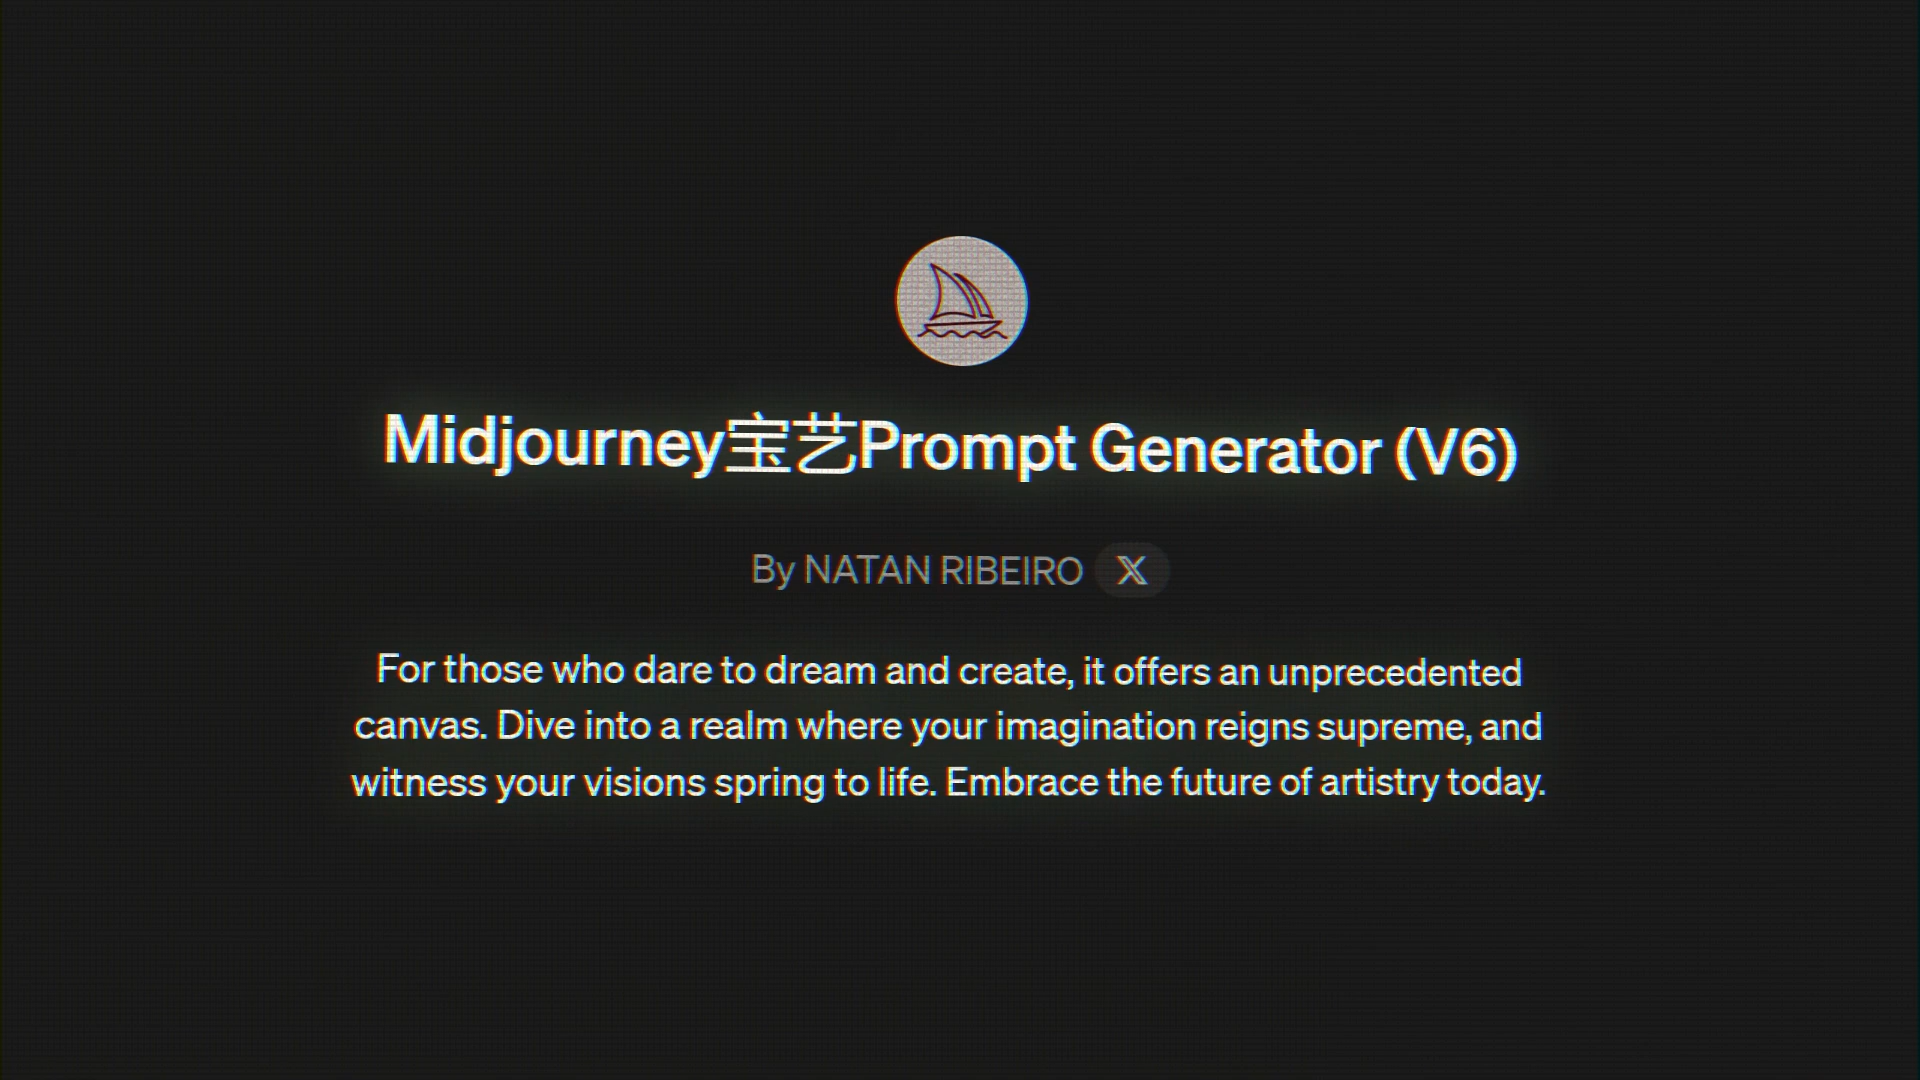 Midjourney宝艺Prompt Generator (V6)
By NATAN RIBEIRO X
For those who dare to dream and create, it offers an unprecedented
canvas. Dive into a realm where your imagination reigns supreme, and
witness your visions spring to life. Embrace the future of artistry today.